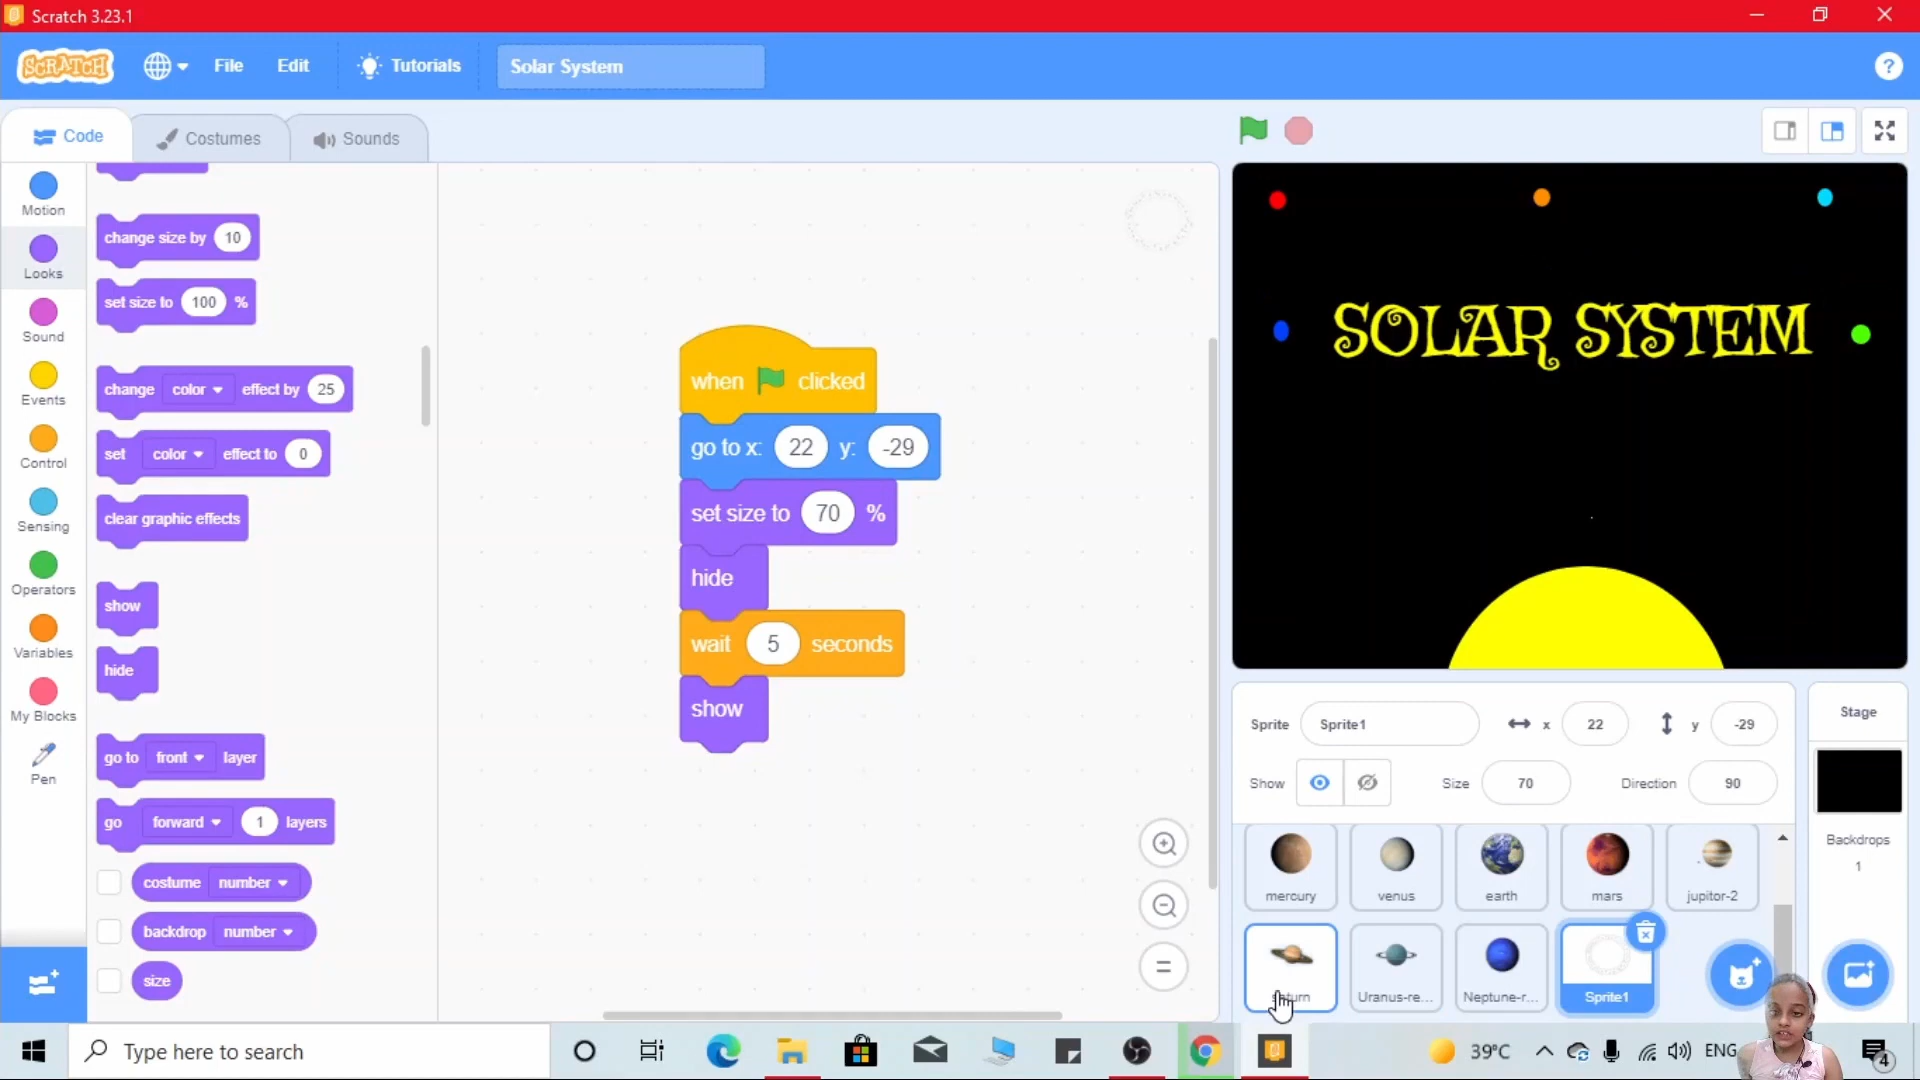 Scratch 3.23.1
SCRATCH
File
Edit
Tutorials
Solar System
?
Code
Costumes
Sounds
Motion
Looks
Sound
Events
Control
Sensing
Operators
Variables
My Blocks
Pen
change size by 10
set size to 100 %
change color effect by 25
set color effect to 0
clear graphic effects
show
hide
go to front layer
go forward 1 layers
costume number
backdrop number
size
when clicked
go to x: 22 y: -29
set size to 70 %
hide
wait 5 seconds
show
SOLAR SYSTEM
Sprite Sprite1 x 22 y -29
Show Size 70 Direction 90
mercury
venus
earth
mars
jupitor-2
saturn
Uranus-re...
Neptune-r...
Sprite1
Stage
Backdrops
1
Type here to search
39°C
ENG
4